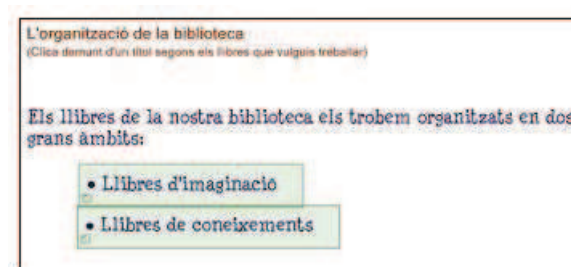 L'organització de la biblioteca
(Clica damunt d'un títol segons els llibres que vulguis treballar)
Els llibres de la nostra biblioteca els trobem organitzats en dos
grans àmbits:
• Llibres d'imaginació
• Llibres de coneixements